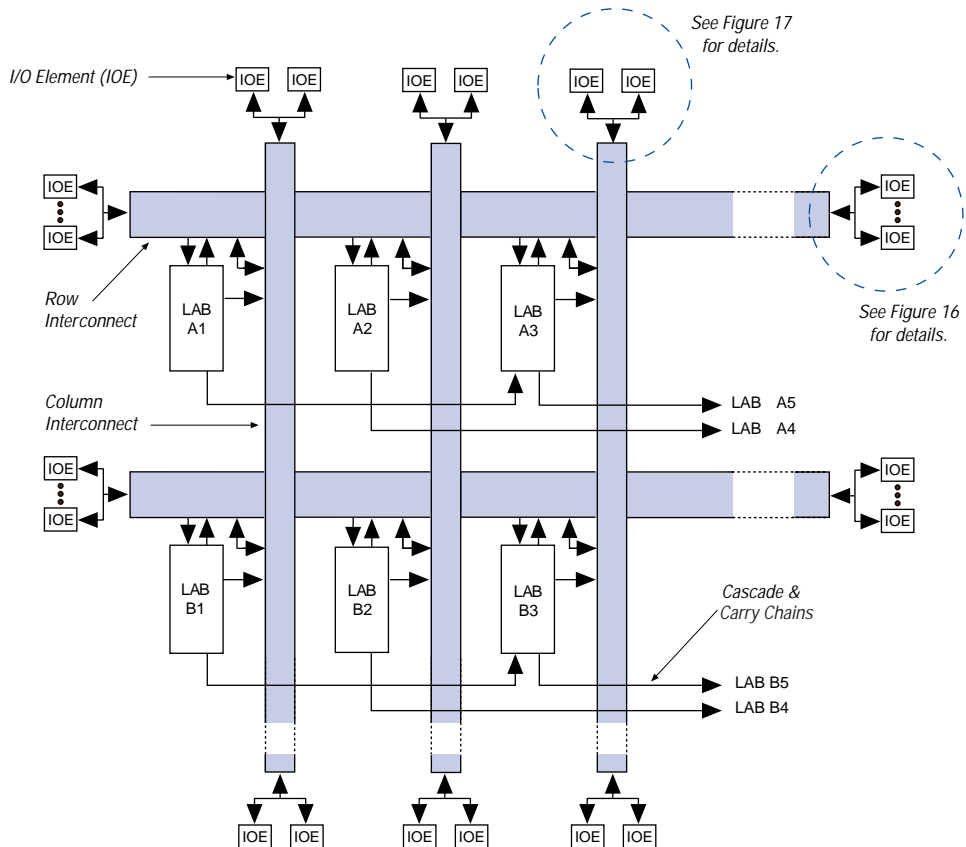 See Figure 17
for details.
I/O Element (IOE)
IOE IOE IOE IOE IOE IOE
IOE
IOE
IOE
IOE
Row
Interconnect
LAB
A1
LAB
A2
LAB
A3
See Figure 16
for details.
Column
Interconnect
LAB A5
LAB A4
IOE
IOE
IOE
IOE
LAB
B1
LAB
B2
LAB
B3
Cascade &
Carry Chains
LAB B5
LAB B4
IOE IOE IOE IOE IOE IOE